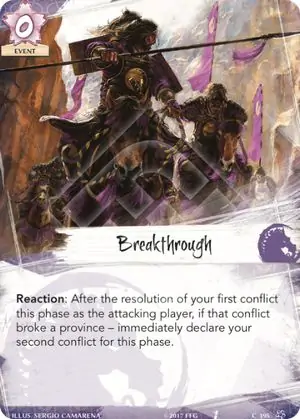 0
EVENT
Breakthrough
Reaction: After the resolution of your first conflict
this phase as the attacking player, if that conflict
broke a province – immediately declare your
second conflict for this phase.
ILLUS. SERGIO CAMARENA
©2017 FFG
C 195